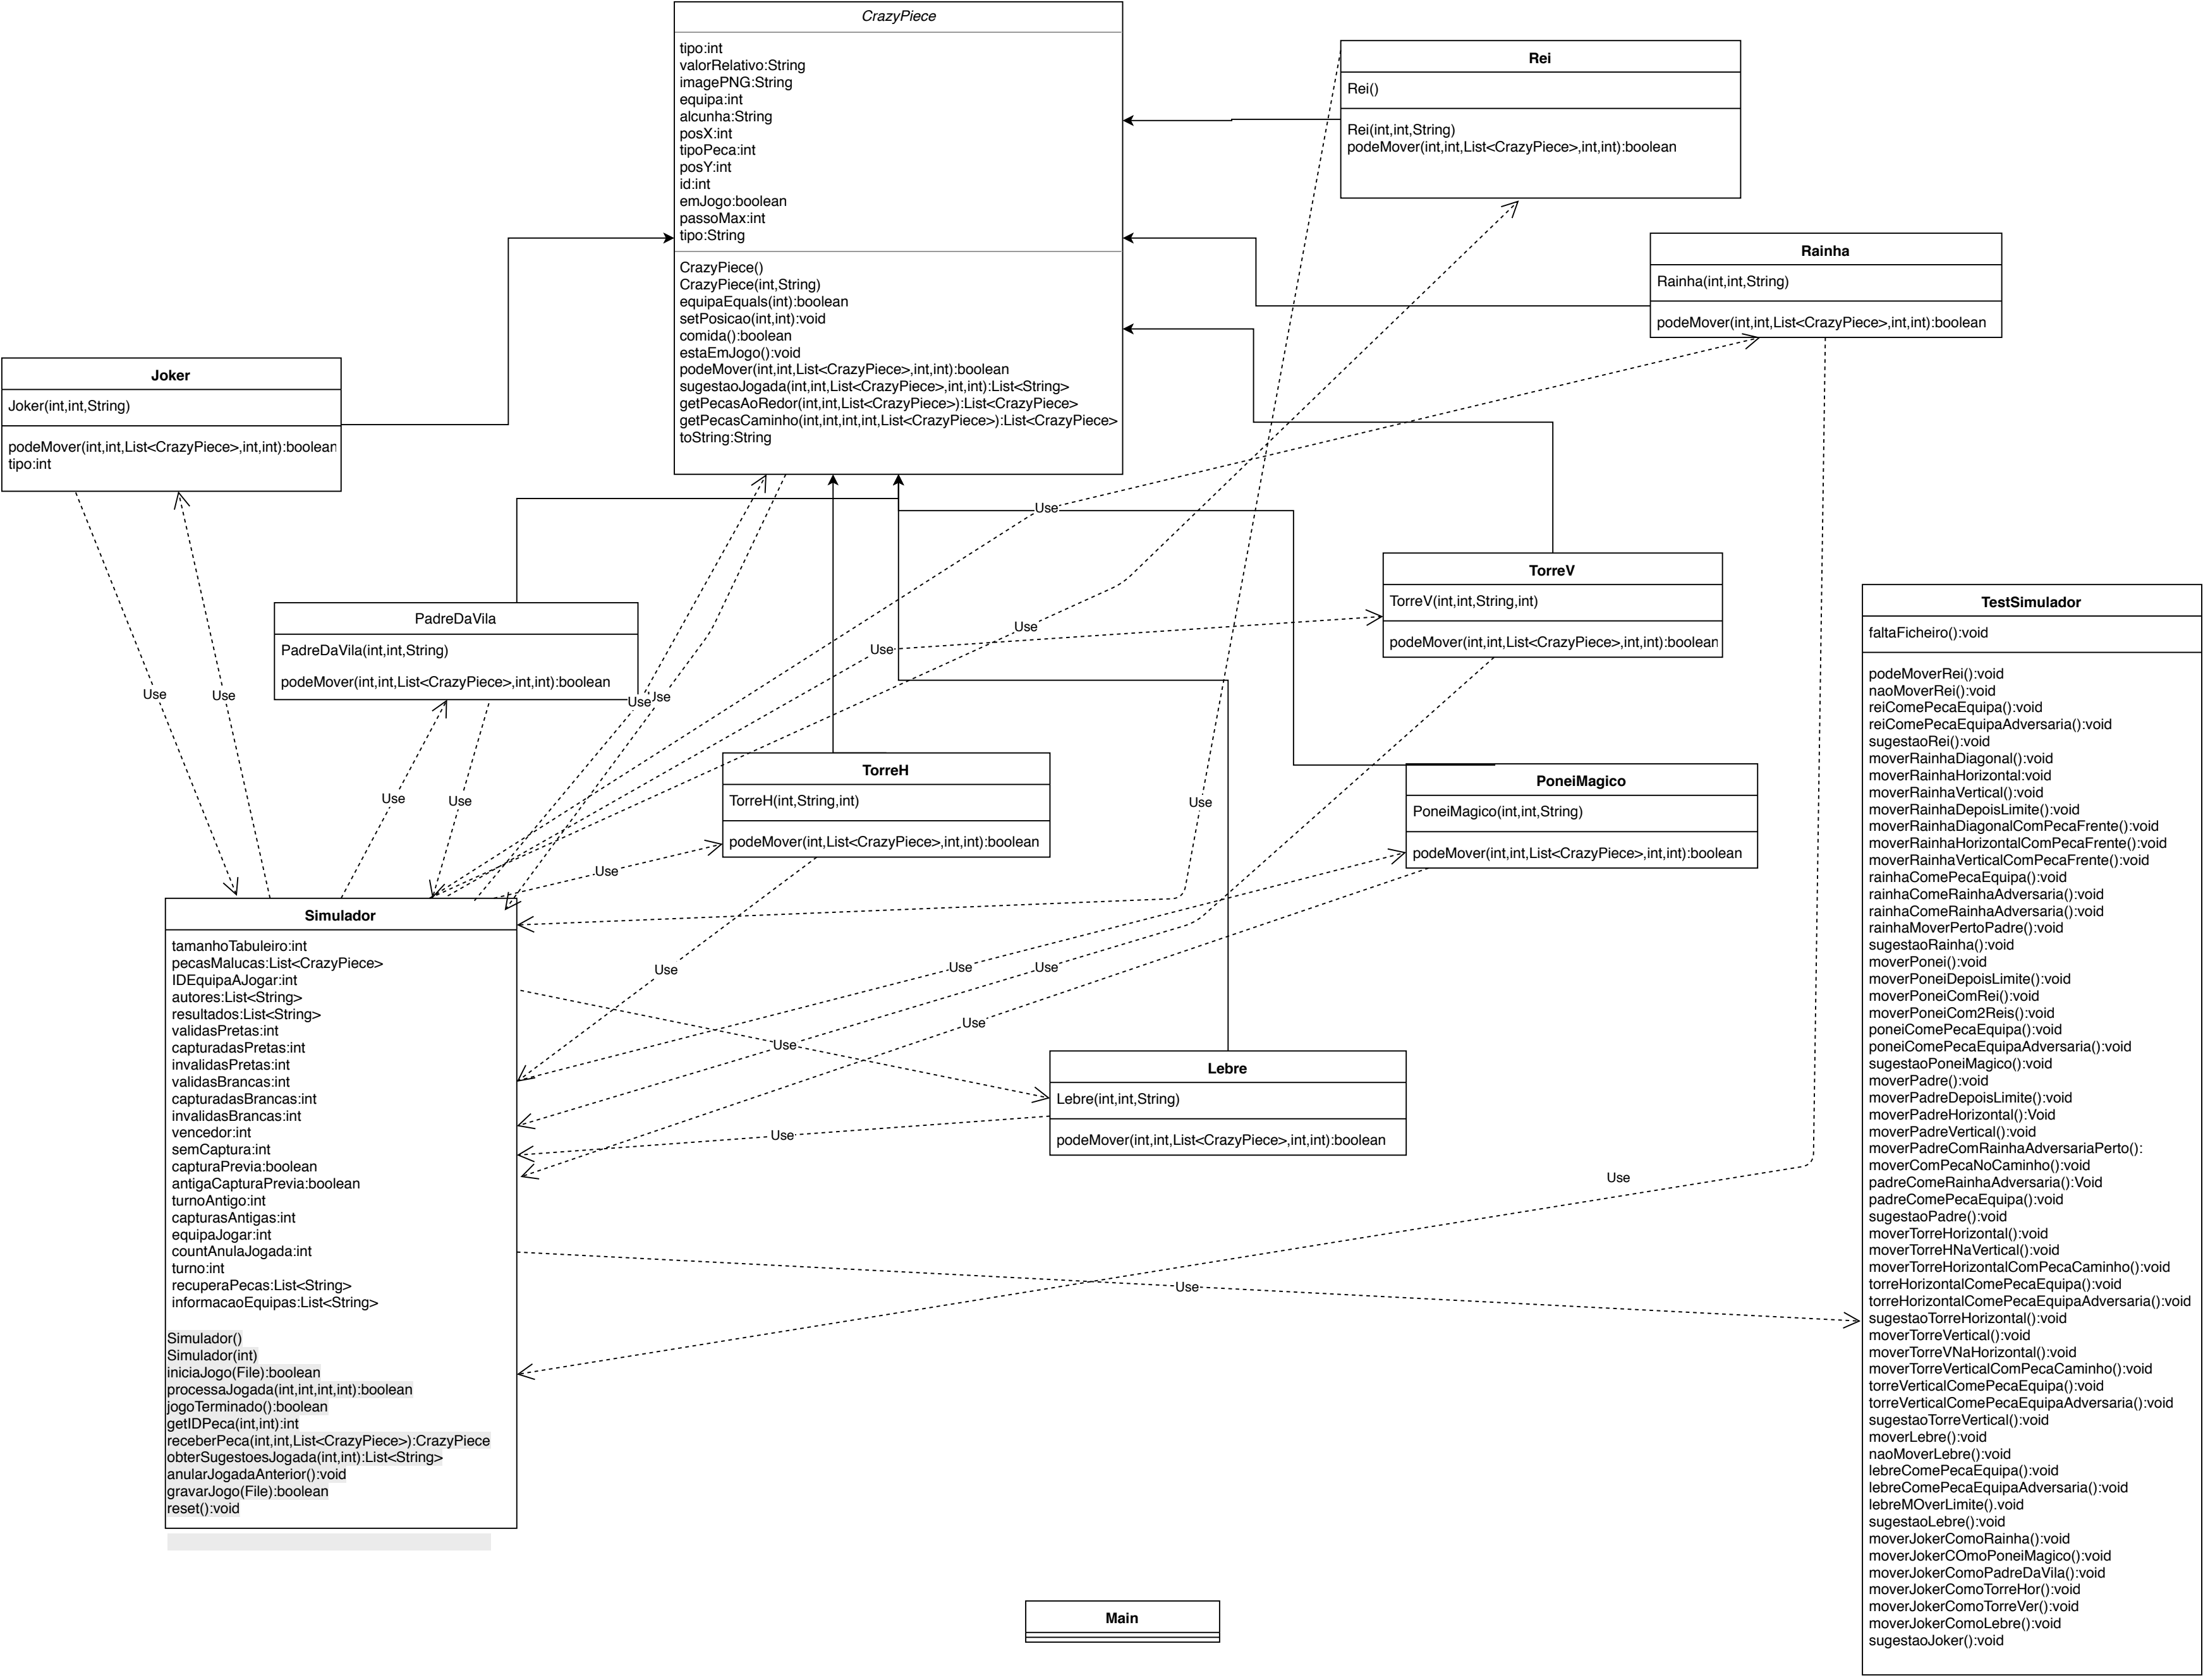 CrazyPiece
tipo:int
valorRelativo:String
imagePNG:String
equipa:int
alcunha:String
posX:int
tipoPeca:int
posY:int
id:int
emJogo:boolean
passoMax:int
tipo:String
CrazyPiece()
CrazyPiece(int,String)
equipaEquals(int):boolean
setPosicao(int,int):void
comida():boolean
estaEmJogo():void
podeMover(int,int,List<CrazyPiece>,int,int):boolean
sugestaoJogada(int,int,List<CrazyPiece>,int,int):List<String>
getPecasAoRedor(int,int,List<CrazyPiece>):List<CrazyPiece>
getPecasCaminho(int,int,int,int,List<CrazyPiece>):List<CrazyPiece>
toString:String
Rei
Rei()
Rei(int,int,String)
podeMover(int,int,List<CrazyPiece>,int,int):boolean
Rainha
Rainha(int,int,String)
podeMover(int,int,List<CrazyPiece>,int,int):boolean
Joker
Joker(int,int,String)
podeMover(int,int,List<CrazyPiece>,int,int):boolean
tipo:int
Use
TorreV
TorreV(int,int,String,int)
podeMover(int,int,List<CrazyPiece>,int,int):boolean
PadreDaVila
PadreDaVila(int,int,String)
podeMover(int,int,List<CrazyPiece>,int,int):boolean
Use
Use
Use
Use
Use
Use
TorreH
TorreH(int,String,int)
podeMover(int,List<CrazyPiece>,int,int):boolean
PoneiMagico
PoneiMagico(int,int,String)
podeMover(int,int,List<CrazyPiece>,int,int):boolean
Use
Use
Use
Use
Use
Use
Use
Use
Use
Use
Lebre
Lebre(int,int,String)
podeMover(int,int,List<CrazyPiece>,int,int):boolean
Use
Use
Use
Simulador
tamanhoTabuleiro:int
pecasMalucas:List<CrazyPiece>
IDEquipaAJogar:int
autores:List<String>
resultados:List<String>
validasPretas:int
capturadasPretas:int
invalidasPretas:int
validasBrancas:int
capturadasBrancas:int
invalidasBrancas:int
vencedor:int
semCaptura:int
capturaPrevia:boolean
antigaCapturaPrevia:boolean
turnoAntigo:int
capturasAntigas:int
equipaJogar:int
countAnulaJogada:int
turno:int
recuperaPecas:List<String>
informacaoEquipas:List<String>
Simulador()
Simulador(int)
iniciaJogo(File):boolean
processaJogada(int,int,int,int):boolean
jogoTerminado():boolean
getIDPeca(int,int):int
receberPeca(int,int,List<CrazyPiece>):CrazyPiece
obterSugestoesJogada(int,int):List<String>
anularJogadaAnterior():void
gravarJogo(File):boolean
reset():void
TestSimulador
faltaFicheiro():void
podeMoverRei():void
naoMoverRei():void
reiComePecaEquipa():void
reiComePecaEquipaAdversaria():void
sugestaoRei():void
moverRainhaDiagonal():void
moverRainhaHorizontal:void
moverRainhaVertical():void
moverRainhaDepoisLimite():void
moverRainhaDiagonalComPecaFrente():void
moverRainhaHorizontalComPecaFrente():void
moverRainhaVerticalComPecaFrente():void
rainhaComePecaEquipa():void
rainhaComeRainhaAdversaria():void
rainhaComeRainhaAdversaria():void
rainhaMoverPertoPadre():void
sugestaoRainha():void
moverPonei():void
moverPoneiDepoisLimite():void
moverPoneiComRei():void
moverPoneiCom2Reis():void
poneiComePecaEquipa():void
poneiComePecaEquipaAdversaria():void
sugestaoPoneiMagico():void
moverPadre():void
moverPadreDepoisLimite():void
moverPadreHorizontal():Void
moverPadreVertical():void
moverPadreComRainhaAdversariaPerto():
moverComPecaNoCaminho():void
padreComeRainhaAdversaria():Void
padreComePecaEquipa():void
sugestaoPadre():void
moverTorreHorizontal():void
moverTorreHNaVertical():void
moverTorreHorizontalComPecaCaminho():void
torreHorizontalComePecaEquipa():void
torreHorizontalComePecaEquipaAdversaria():void
sugestaoTorreHorizontal():void
moverTorreVertical():void
moverTorreVNaHorizontal():void
moverTorreVerticalComPecaCaminho():void
torreVerticalComePecaEquipa():void
torreVerticalComePecaEquipaAdversaria():void
sugestaoTorreVertical():void
moverLebre():void
naoMoverLebre():void
lebreComePecaEquipa():void
lebreComePecaEquipaAdversaria():void
lebreMOverLimite().void
sugestaoLebre():void
moverJokerComoRainha():void
moverJokerCOmoPoneiMagico():void
moverJokerComoPadreDaVila():void
moverJokerComoTorreHor():void
moverJokerComoTorreVer():void
moverJokerComoLebre():void
sugestaoJoker():void
Main